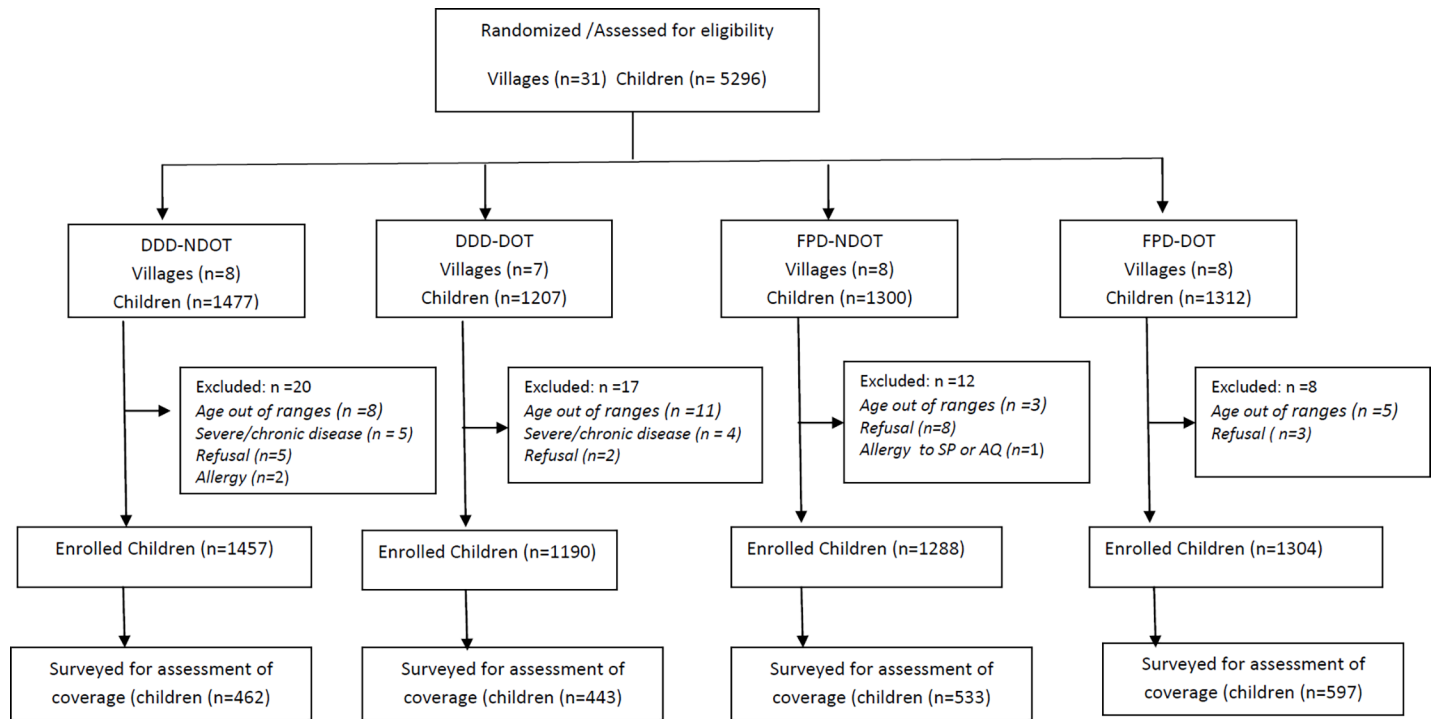 Randomized /Assessed for eligibility
Villages (n=31) Children (n= 5296)
DDD-NDOT
Villages (n=8)
Children (n=1477)
DDD-DOT
Villages (n=7)
Children (n=1207)
FPD-NDOT
Villages (n=8)
Children (n=1300)
FPD-DOT
Villages (n=8)
Children (n=1312)
Excluded: n =20
Age out of ranges (n =8)
Severe/chronic disease (n = 5)
Refusal (n=5)
Allergy (n=2)
Excluded: n =17
Age out of ranges (n =11)
Severe/chronic disease (n = 4)
Refusal (n=2)
Excluded: n =12
Age out of ranges (n =3)
Refusal (n=8)
Allergy to SP or AQ (n=1)
Excluded: n =8
Age out of ranges (n =5)
Refusal ( n=3)
Enrolled Children (n=1457)
Enrolled Children (n=1190)
Enrolled Children (n=1288)
Enrolled Children (n=1304)
Surveyed for assessment of
coverage (children (n=462)
Surveyed for assessment of
coverage (children (n=443)
Surveyed for assessment of
coverage (children (n=533)
Surveyed for assessment of
coverage (children (n=597)